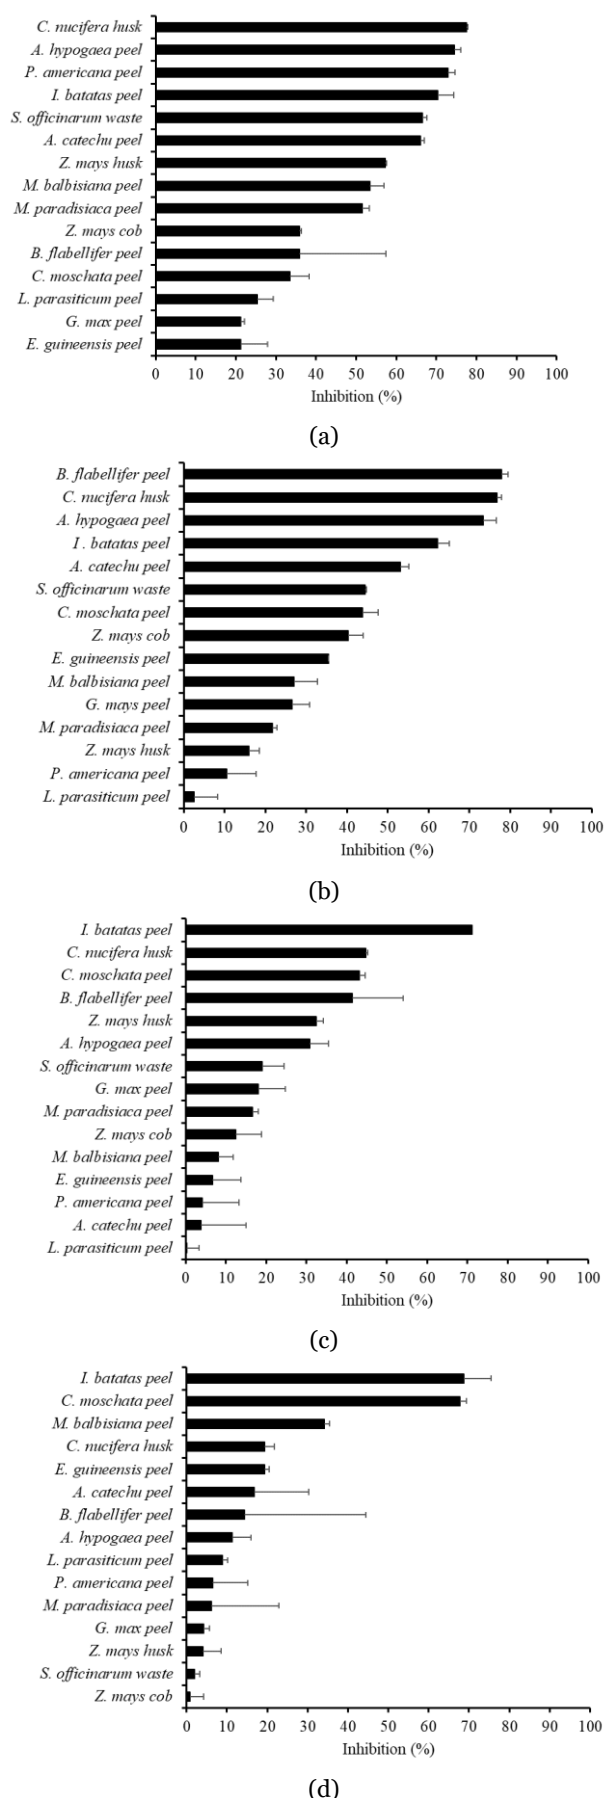 C. nucifera husk
A. hypogaea peel
P. americana peel
I. batatas peel
S. officinarum waste
A. catechu peel
Z. mays husk
M. balbisiana peel
M. paradisiaca peel
Z. mays cob
B. flabellifer peel
C. moschata peel
L. parasiticum peel
G. max peel
E. guineensis peel
0 10 20 30 40 50 60 70 80 90 100
Inhibition (%)
(a)
B. flabellifer peel
C. nucifera husk
A. hypogaea peel
I . batatas peel
A. catechu peel
S. officinarum waste
C. moschata peel
Z. mays cob
E. guineensis peel
M. balbisiana peel
G. mays peel
M. paradisiaca peel
Z. mays husk
P. americana peel
L. parasiticum peel
0 10 20 30 40 50 60 70 80 90 100
Inhibition (%)
(b)
I. batatas peel
C. nucifera husk
C. moschata peel
B. flabellifer peel
Z. mays husk
A. hypogaea peel
S. officinarum waste
G. max peel
M. paradisiaca peel
Z. mays cob
M. balbisiana peel
E. guineensis peel
P. americana peel
A. catechu peel
L. parasiticum peel
0 10 20 30 40 50 60 70 80 90 100
Inhibition (%)
(c)
I. batatas peel
C. moschata peel
M. balbisiana peel
C. nucifera husk
E. guineensis peel
A. catechu peel
B. flabellifer peel
A. hypogaea peel
L. parasiticum peel
P. americana peel
M. paradisiaca peel
G. max peel
Z. mays husk
S. officinarum waste
Z. mays cob
0 10 20 30 40 50 60 70 80 90 100
Inhibition (%)
(d)